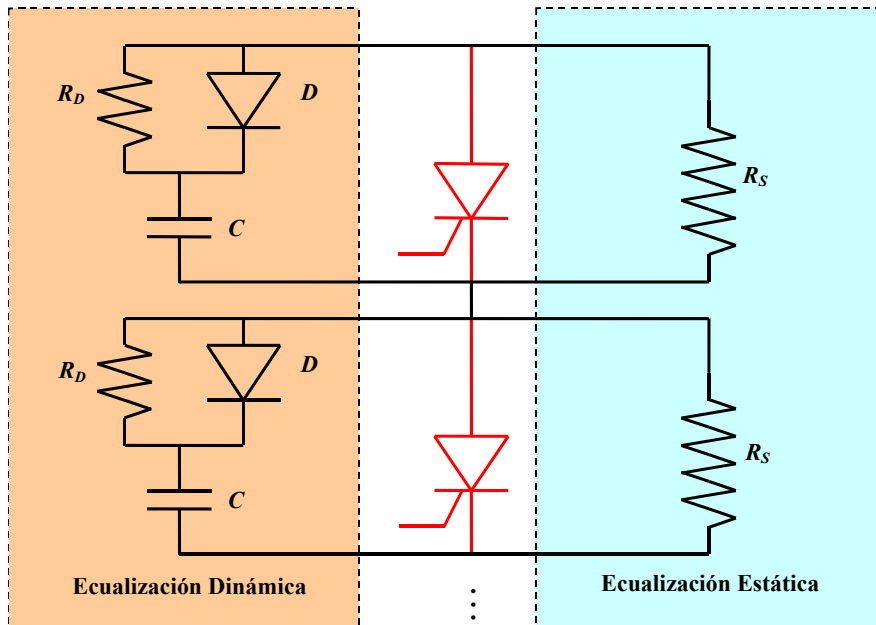 R_D
D
C
R_S
R_D
D
C
R_S
Ecualización Dinámica
Ecualización Estática